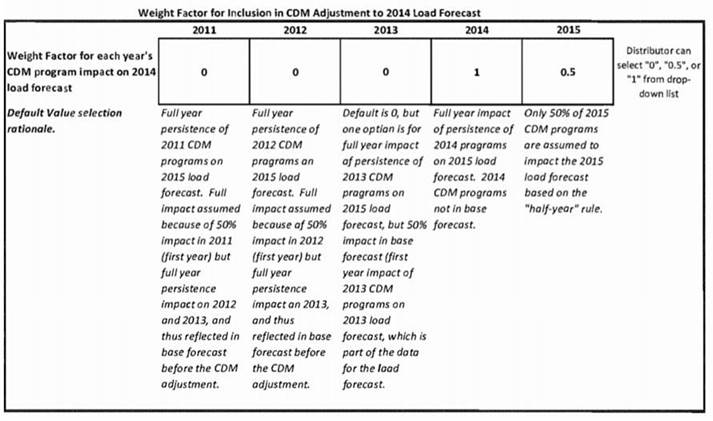 Weight Factor for Inclusion in CDM Adjustment to 2014 Load Forecast
2011
2012
2013
2014
2015
Weight Factor for each year's
CDM program impact on 2014
load forecast
0
0
0
1
0.5
Distributor can
select "0", "0.5", or
"1" from drop-
down list
Default Value selection
rationale.
Full year
persistence of
2011 CDM
programs on
2015 load
forecast. Full
impact assumed
because of 50%
impact in 2011
(first year) but
full year
persistence
impact on 2012
and 2013, and
thus reflected in
base forecast
before the CDM
adjustment.
Full year
persistence of
2012 CDM
programs an
2015 load
forecast. Full
impact assumed
because af 50%
impact in 2012
(first year) but
full year
persistence
impact an 2013,
and thus
reflected in base
forecast before
the CDM
adjustment.
Default is 0, but
one option is for
full year impact
af persistence of
2013 CDM
programs on
2015 load
forecast, but 50%
impact in base
forecast (first
year impact of
2013 CDM
programs on
2013 load
forecast, which is
part of the data
for the load
forecast.
Full year impact
of persistence of
2014 programs
on 2015 load
forecast. 2014
CDM programs
not in base
forecast.
Only 50% of 2015
CDM programs
are assumed to
impact the 2015
load forecast
based on the
"half-year" rule.